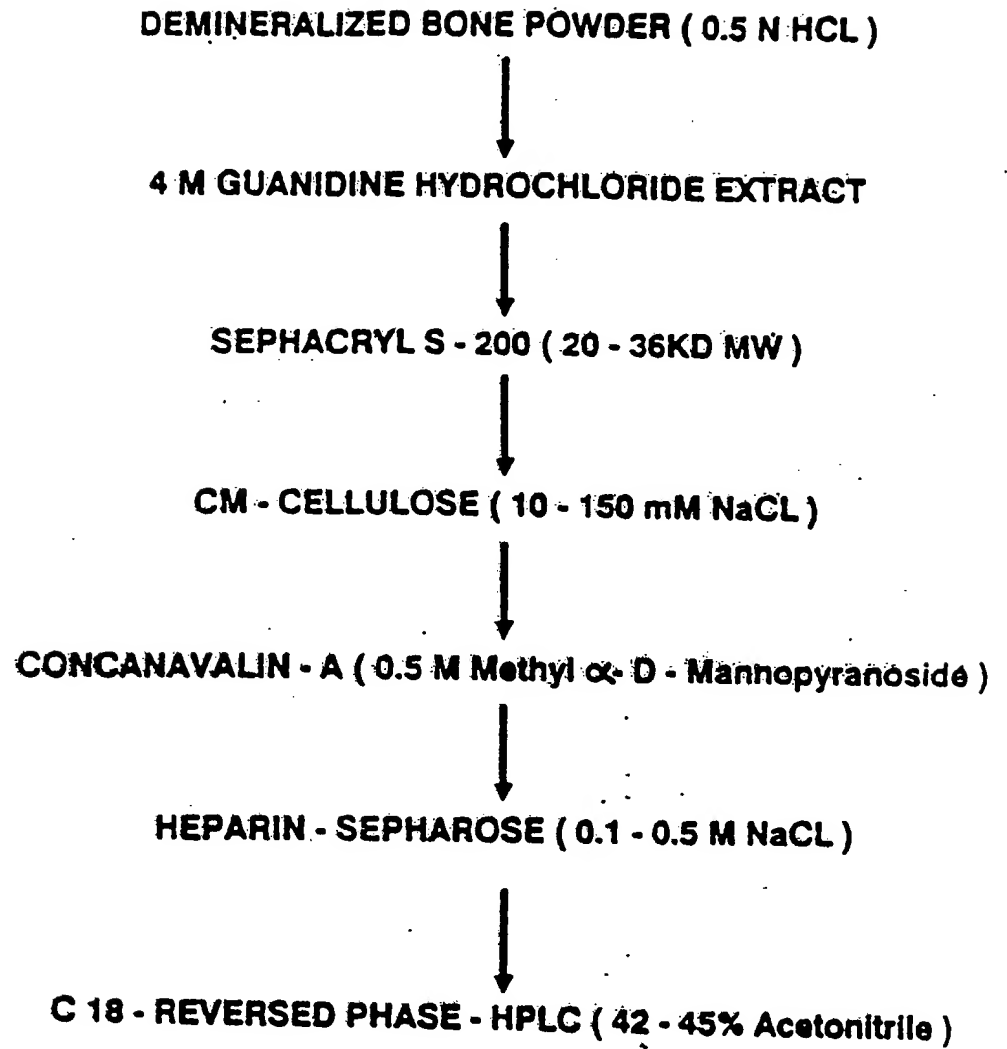 DEMINERALIZED BONE POWDER ( 0.5 N HCL )
4 M GUANIDINE HYDROCHLORIDE EXTRACT
SEPHACRYL S - 200 ( 20 - 36KD MW )
CM - CELLULOSE ( 10 - 150 mM NaCL )
CONCANAVALIN - A ( 0.5 M Methyl α- D - Mannopyranoside )
HEPARIN - SEPHAROSE ( 0.1 - 0.5 M NaCL )
C 18 - REVERSED PHASE - HPLC ( 42 - 45% Acetonitrile )